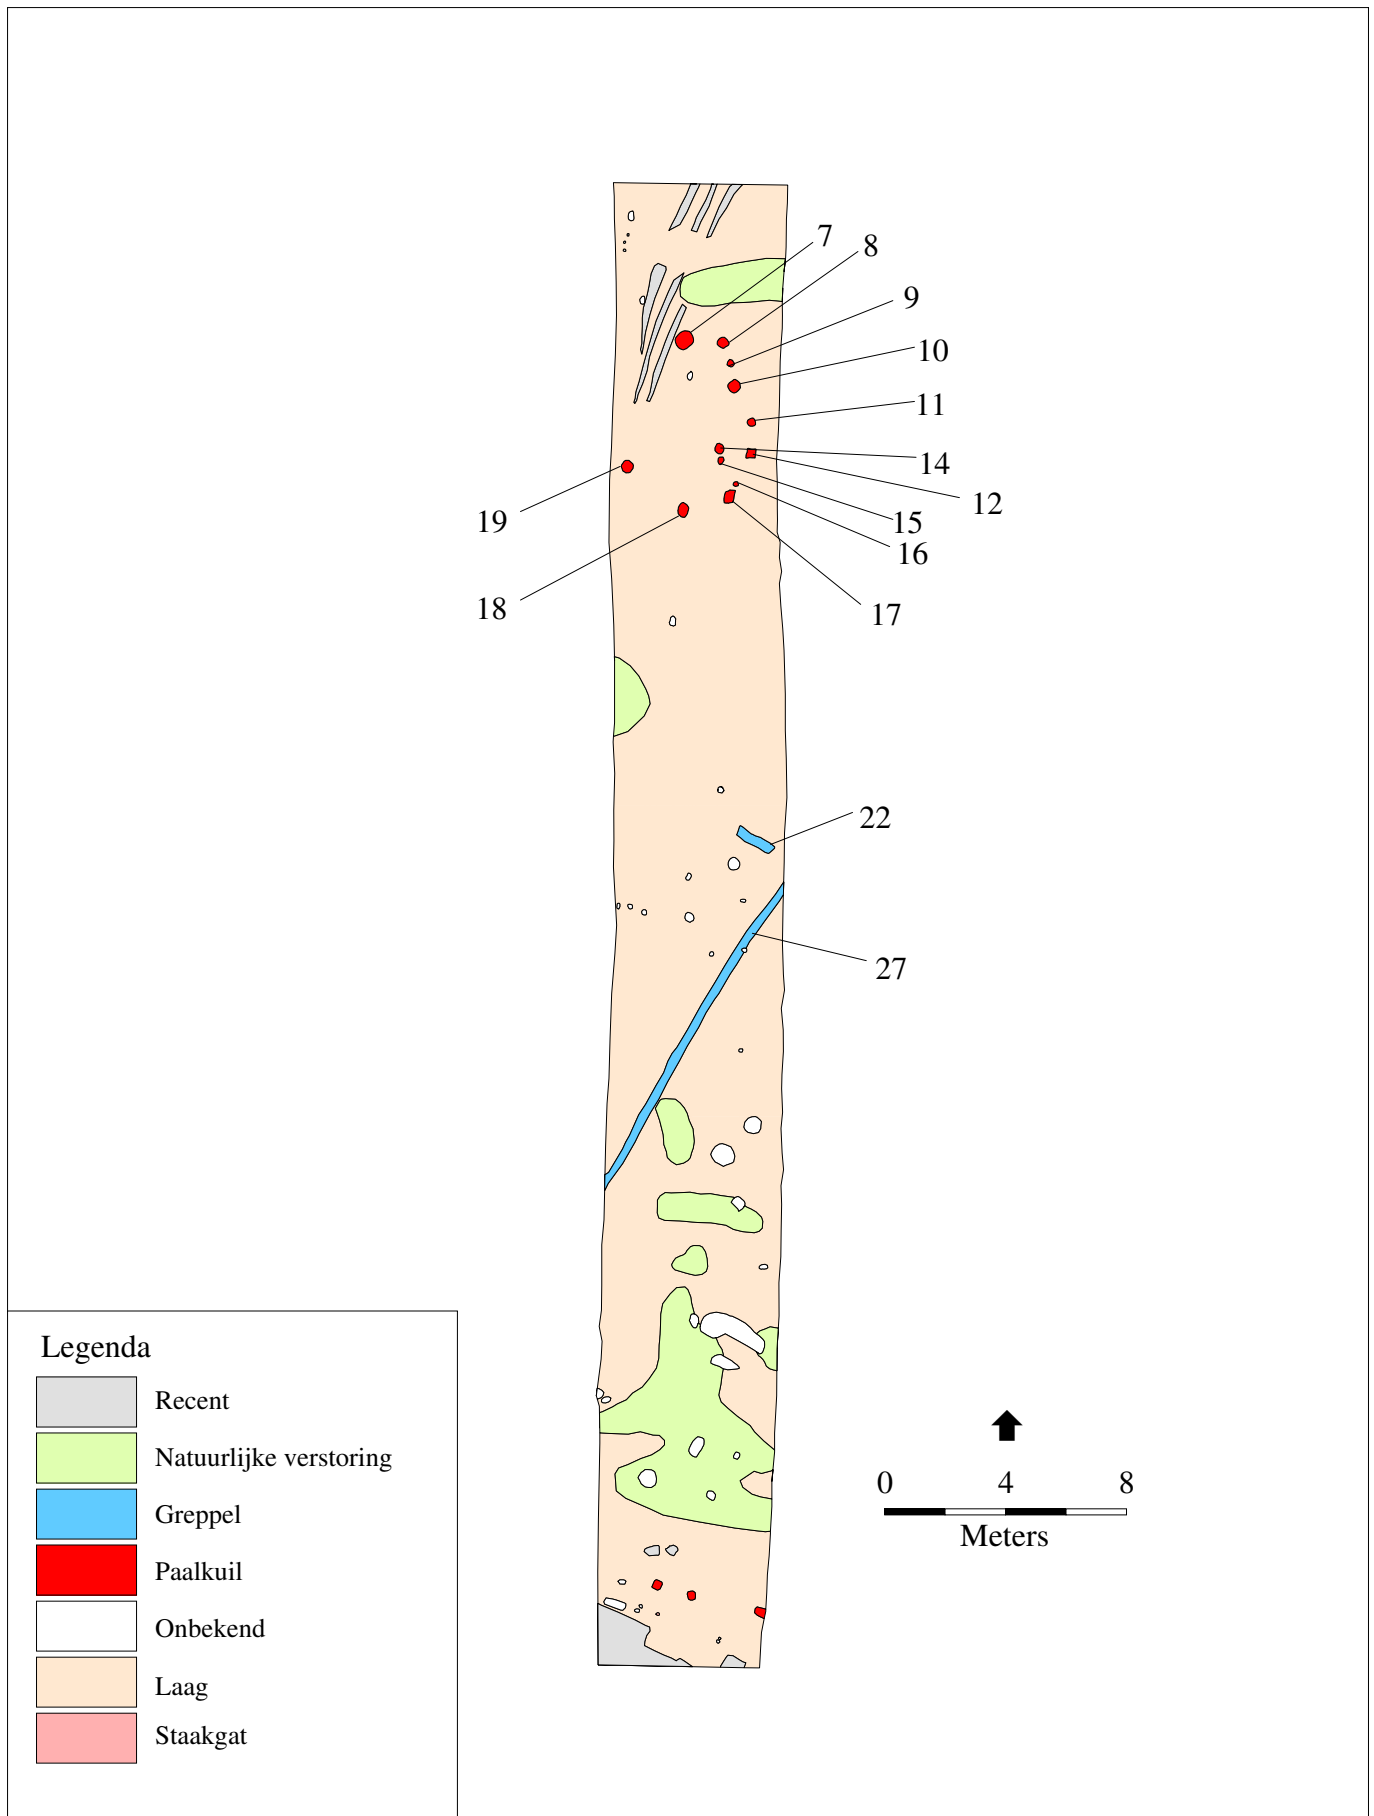 7
8
9
10
11
14
12
19
15
16
18
17
22
27
Legenda
Recent
Natuurlijke verstoring
Greppel
Paalkuil
Onbekend
Laag
Staakgat
0 4 8
Meters